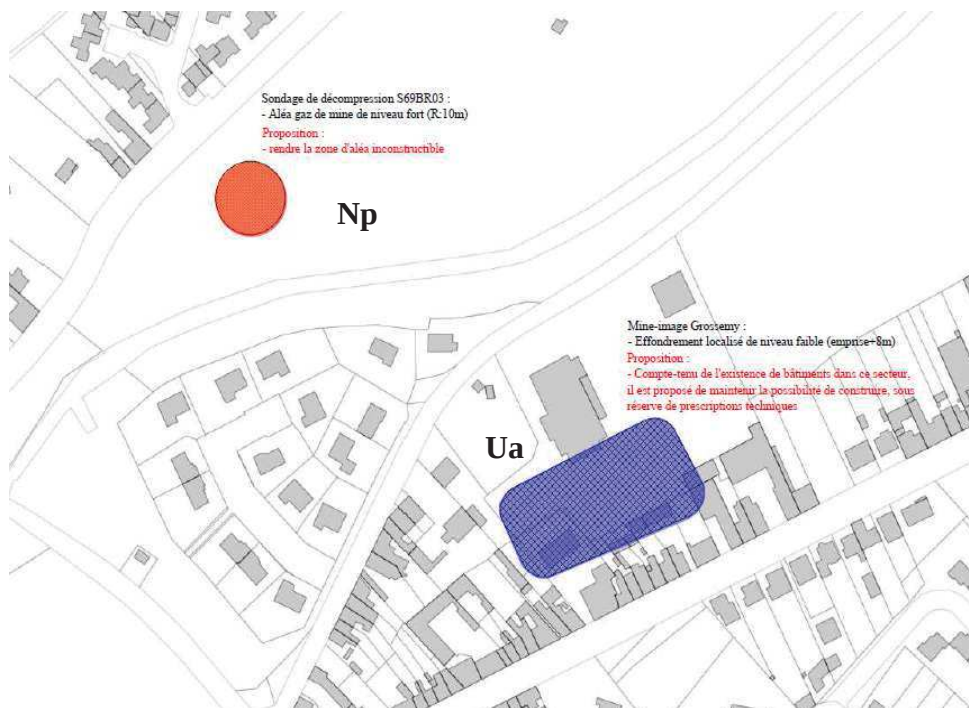 Sondage de décompression S69BR03 :
- Aléa gaz de mine de niveau fort (R:10m)
Proposition :
- rendre la zone d'aléa inconstructible
Np
Mine-image Grossemy :
- Effondrement localisé de niveau faible (emprise+8m)
Proposition :
- Compte-tenu de l'existence de bâtiments dans ce secteur,
il est proposé de maintenir la possibilité de construire, sous
réserve de prescriptions techniques
Ua